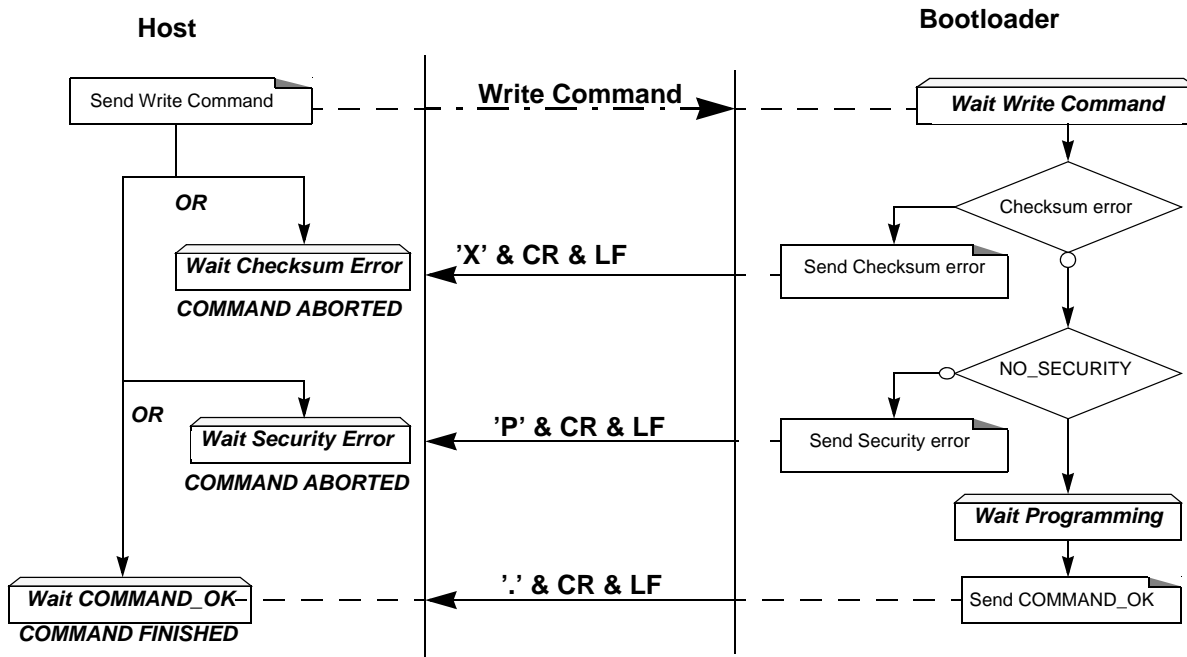 Host
Bootloader
Send Write Command
Write Command
Wait Write Command
OR
Checksum error
Wait Checksum Error
'X' & CR & LF
Send Checksum error
COMMAND ABORTED
NO_SECURITY
OR
Wait Security Error
'P' & CR & LF
Send Security error
COMMAND ABORTED
Wait Programming
Wait COMMAND_OK
'.' & CR & LF
Send COMMAND_OK
COMMAND FINISHED